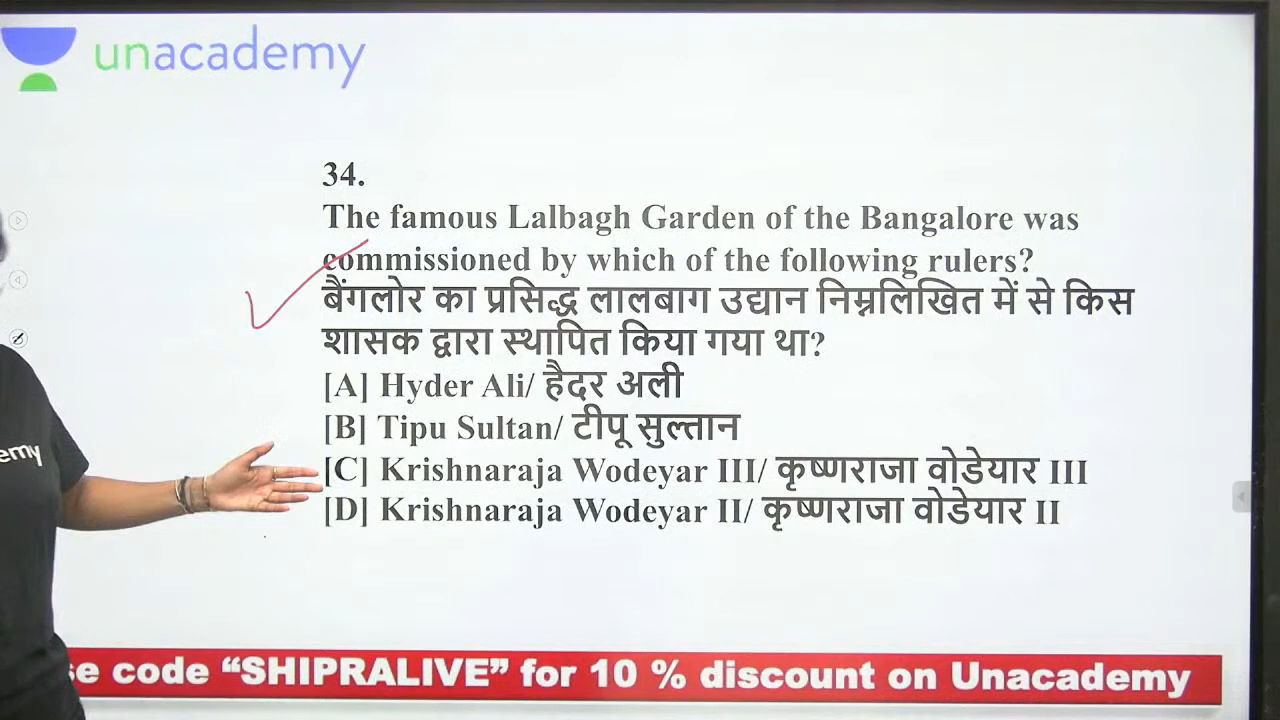 unacademy
34.
The famous Lalbagh Garden of the Bangalore was
commissioned by which of the following rulers?
बैंगलोर का प्रसिद्ध लालबाग उद्यान निम्नलिखित में से किस
शासक द्वारा स्थापित किया गया था?
[A] Hyder Ali/ हैदर अली
[B] Tipu Sultan/ टीपू सुल्तान
[C] Krishnaraja Wodeyar III/ कृष्णराजा वोडेयार III
[D] Krishnaraja Wodeyar II/ कृष्णराजा वोडेयार II
emy
se code “SHIPRALIVE” for 10 % discount on Unacademy